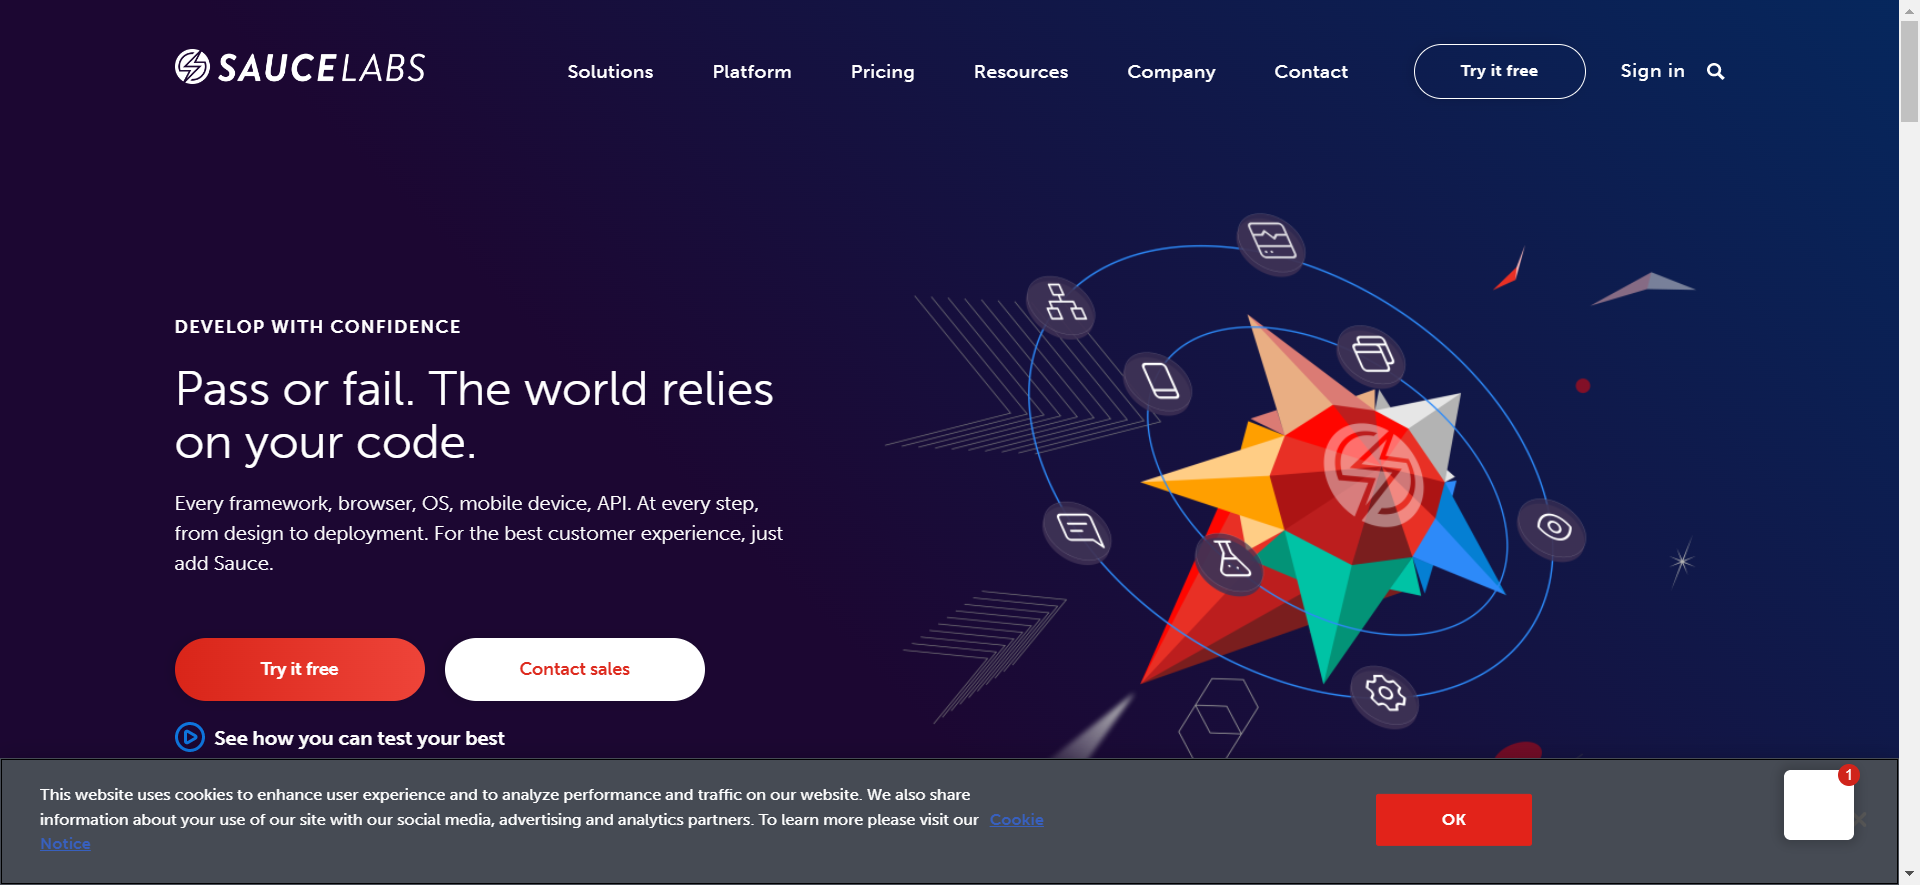 SAUCELABS
Solutions
Platform
Pricing
Resources
Company
Contact
Try it free
Sign in
DEVELOP WITH CONFIDENCE
Pass or fail. The world relies
on your code.
Every framework, browser, OS, mobile device, API. At every step,
from design to deployment. For the best customer experience, just
add Sauce.
Try it free
Contact sales
See how you can test your best
This website uses cookies to enhance user experience and to analyze performance and traffic on our website. We also share
information about your use of our site with our social media, advertising and analytics partners. To learn more please visit our Cookie
Notice
OK
1